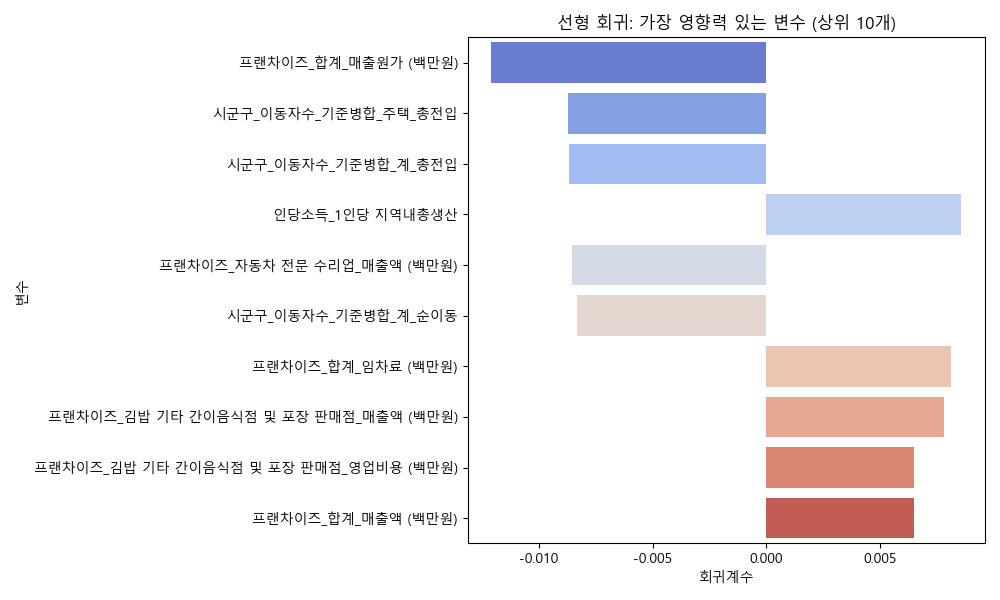 선형 회귀: 가장 영향력 있는 변수 (상위 10개)
프랜차이즈_합계_매출원가 (백만원)
시군구_이동자수_기준병합_주택_총전입
시군구_이동자수_기준병합_계_총전입
인당소득_1인당 지역내총생산
프랜차이즈_자동차 전문 수리업_매출액 (백만원)
시군구_이동자수_기준병합_계_순이동
프랜차이즈_합계_임차료 (백만원)
프랜차이즈_김밥 기타 간이음식점 및 포장 판매점_매출액 (백만원)
프랜차이즈_김밥 기타 간이음식점 및 포장 판매점_영업비용 (백만원)
프랜차이즈_합계_매출액 (백만원)
변수
-0.010 -0.005 0.000 0.005
회귀계수